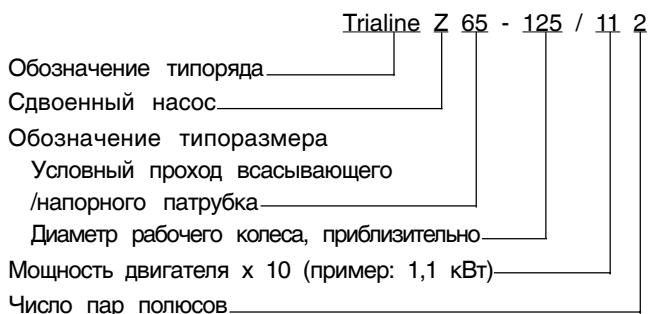 Trialine Z 65 - 125 / 11 2
Обозначение типоряда
Сдвоенный насос
Обозначение типоразмера
Условный проход всасывающего
/напорного патрубка
Диаметр рабочего колеса, приблизительно
Мощность двигателя x 10 (пример: 1,1 кВт)
Число пар полюсов